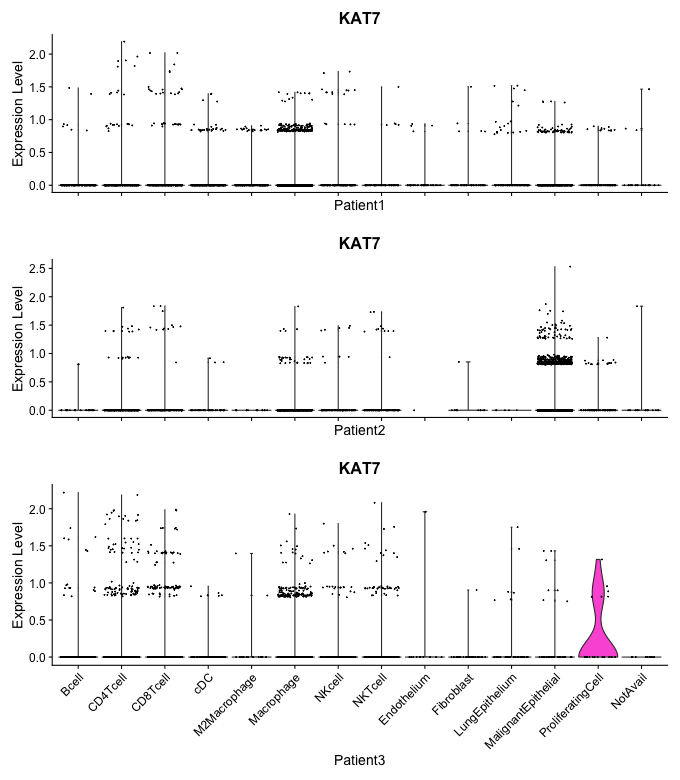 KAT7
Expression Level
2.0
1.5
1.0
0.5
0.0
Patient1
KAT7
Expression Level
2.5
2.0
1.5
1.0
0.5
0.0
Patient2
KAT7
Expression Level
2.0
1.5
1.0
0.5
0.0
Bcell
CD4Tcell
CD8Tcell
cDC
M2Macrophage
Macrophage
NKcell
NKTcell
Endothelium
Fibroblast
LungEpithelium
MalignantEpithelial
ProliferatingCell
NotAvail
Patient3